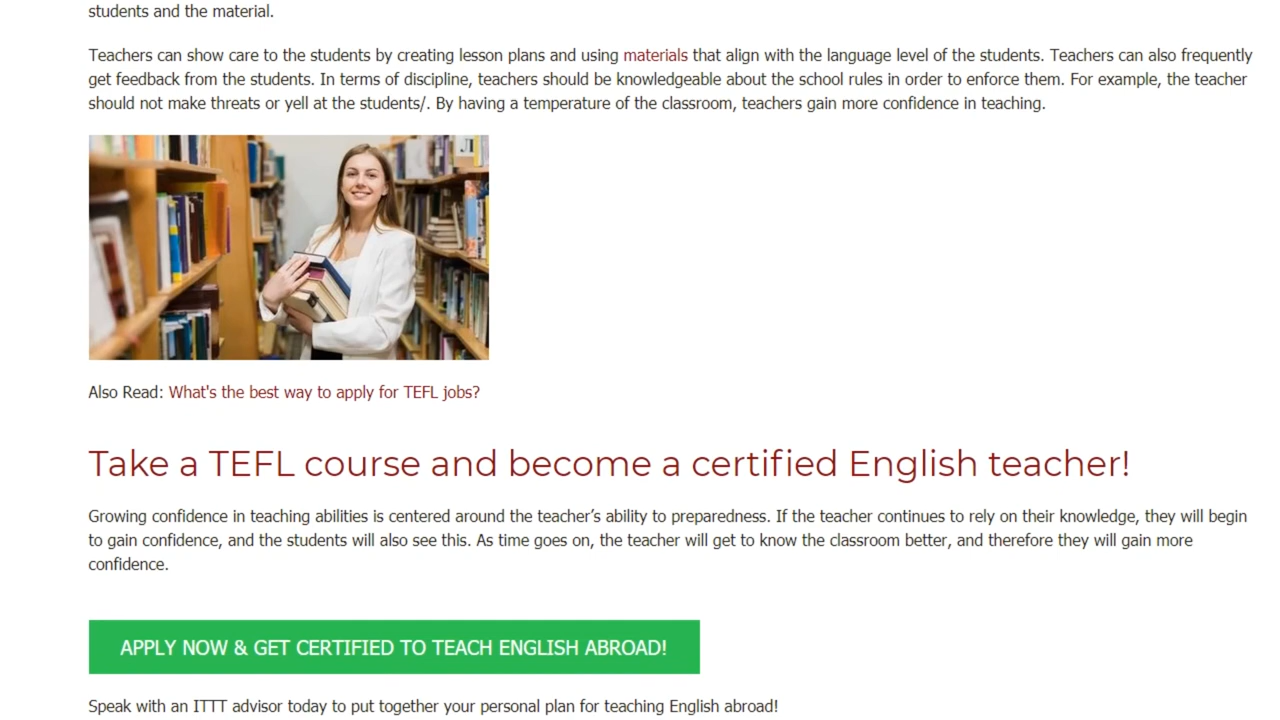 students and the material.
Teachers can show care to the students by creating lesson plans and using materials that align with the language level of the students. Teachers can also frequently
get feedback from the students. In terms of discipline, teachers should be knowledgeable about the school rules in order to enforce them. For example, the teacher
should not make threats or yell at the students/. By having a temperature of the classroom, teachers gain more confidence in teaching.
Also Read: What's the best way to apply for TEFL jobs?
Take a TEFL course and become a certified English teacher!
Growing confidence in teaching abilities is centered around the teacher’s ability to preparedness. If the teacher continues to rely on their knowledge, they will begin
to gain confidence, and the students will also see this. As time goes on, the teacher will get to know the classroom better, and therefore they will gain more
confidence.
APPLY NOW & GET CERTIFIED TO TEACH ENGLISH ABROAD!
Speak with an ITTT advisor today to put together your personal plan for teaching English abroad!